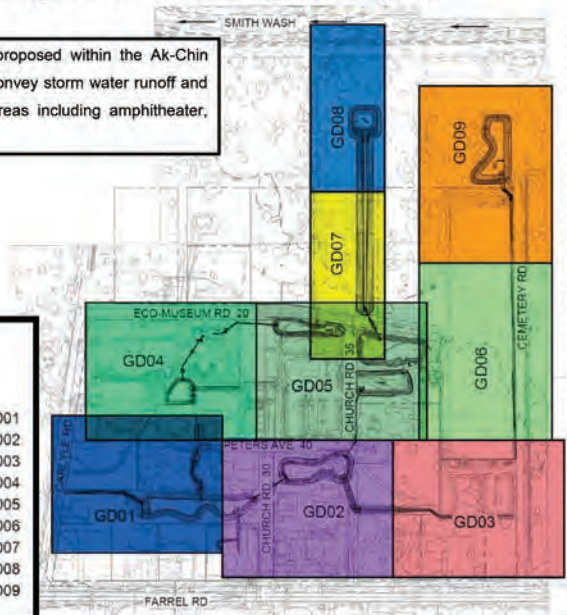 SMITH WASH
proposed within the Ak-Chin
onvey storm water runoff and
reas including amphitheater,
GD08
GD09
GD07
ECO-MUSEUM RD 20
GD04
GD05
CHURCH RD 35
GD06
CEMETERY RD
001
002
003
004
005
006
007
008
009
CARLYLE RD
PETERS AVE 40
GD01
CHURCH RD 30
GD02
GD03
FARREL RD